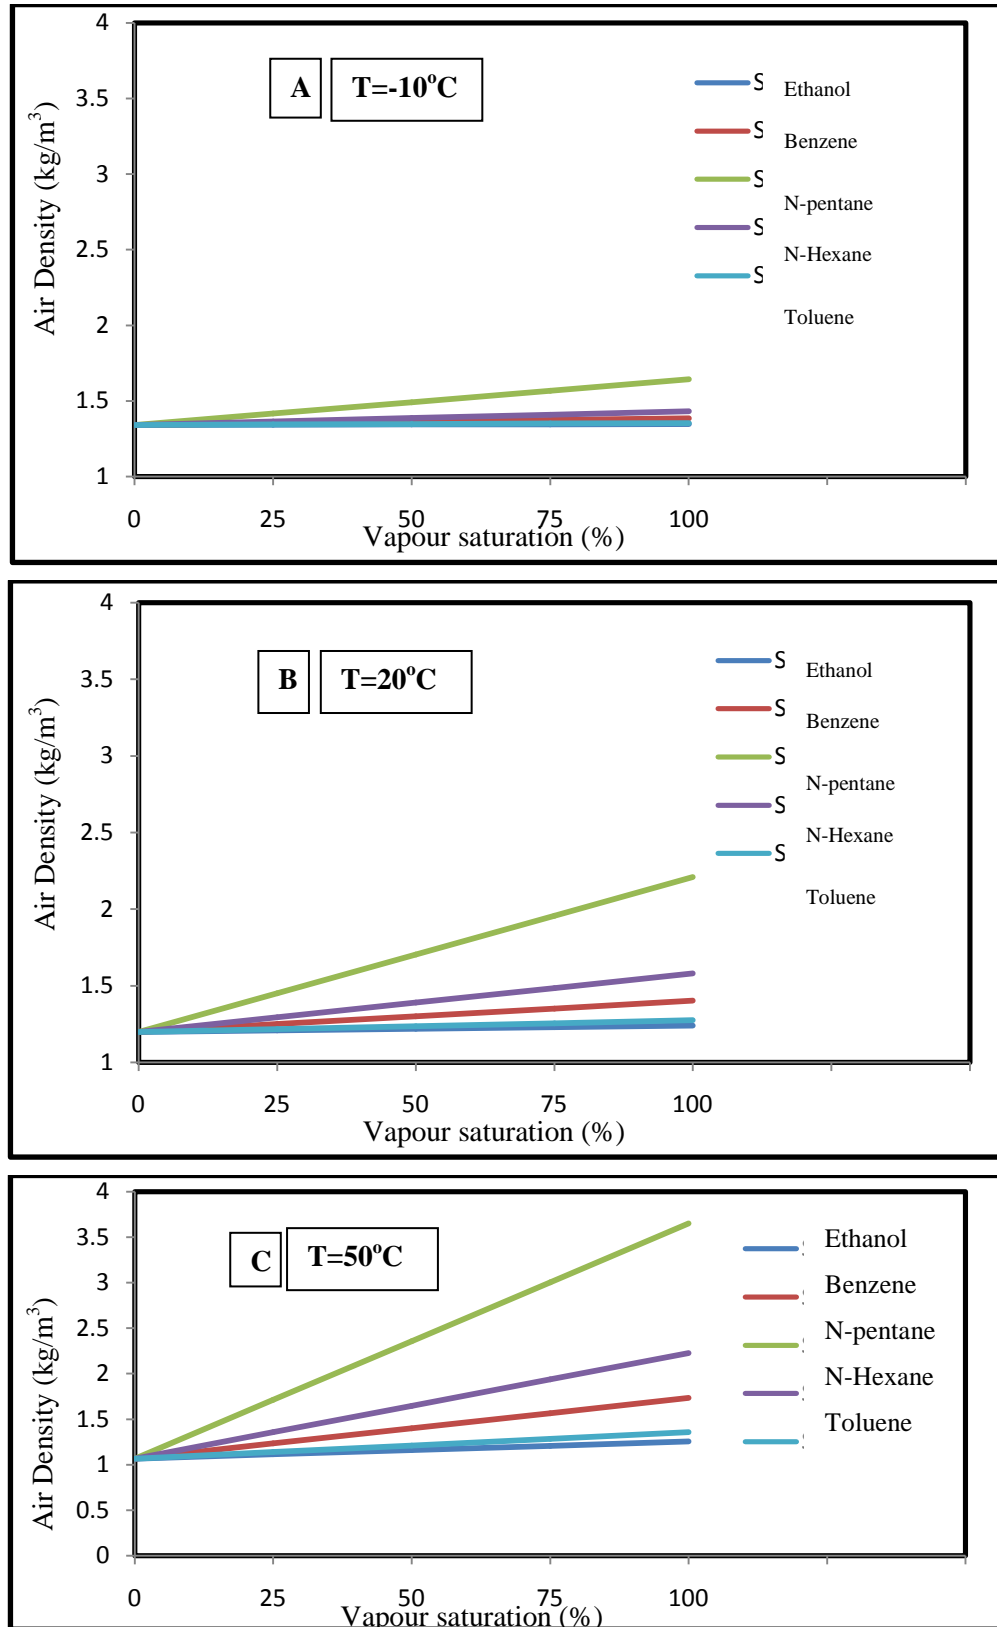 4
3.5
3
2.5
2
1.5
1
Air Density (kg/m³)
A
T=-10°C
S Ethanol
S Benzene
S N-pentane
S N-Hexane
S Toluene
0 25 50 75 100
Vapour saturation (%)
4
3.5
3
2.5
2
1.5
1
Air Density (kg/m³)
B
T=20°C
S Ethanol
S Benzene
S N-pentane
S N-Hexane
S Toluene
0 25 50 75 100
Vapour saturation (%)
4
3.5
3
2.5
2
1.5
1
0.5
0
Air Density (kg/m³)
C
T=50°C
Ethanol
Benzene
N-pentane
N-Hexane
Toluene
0 25 50 75 100
Vapour saturation (%)